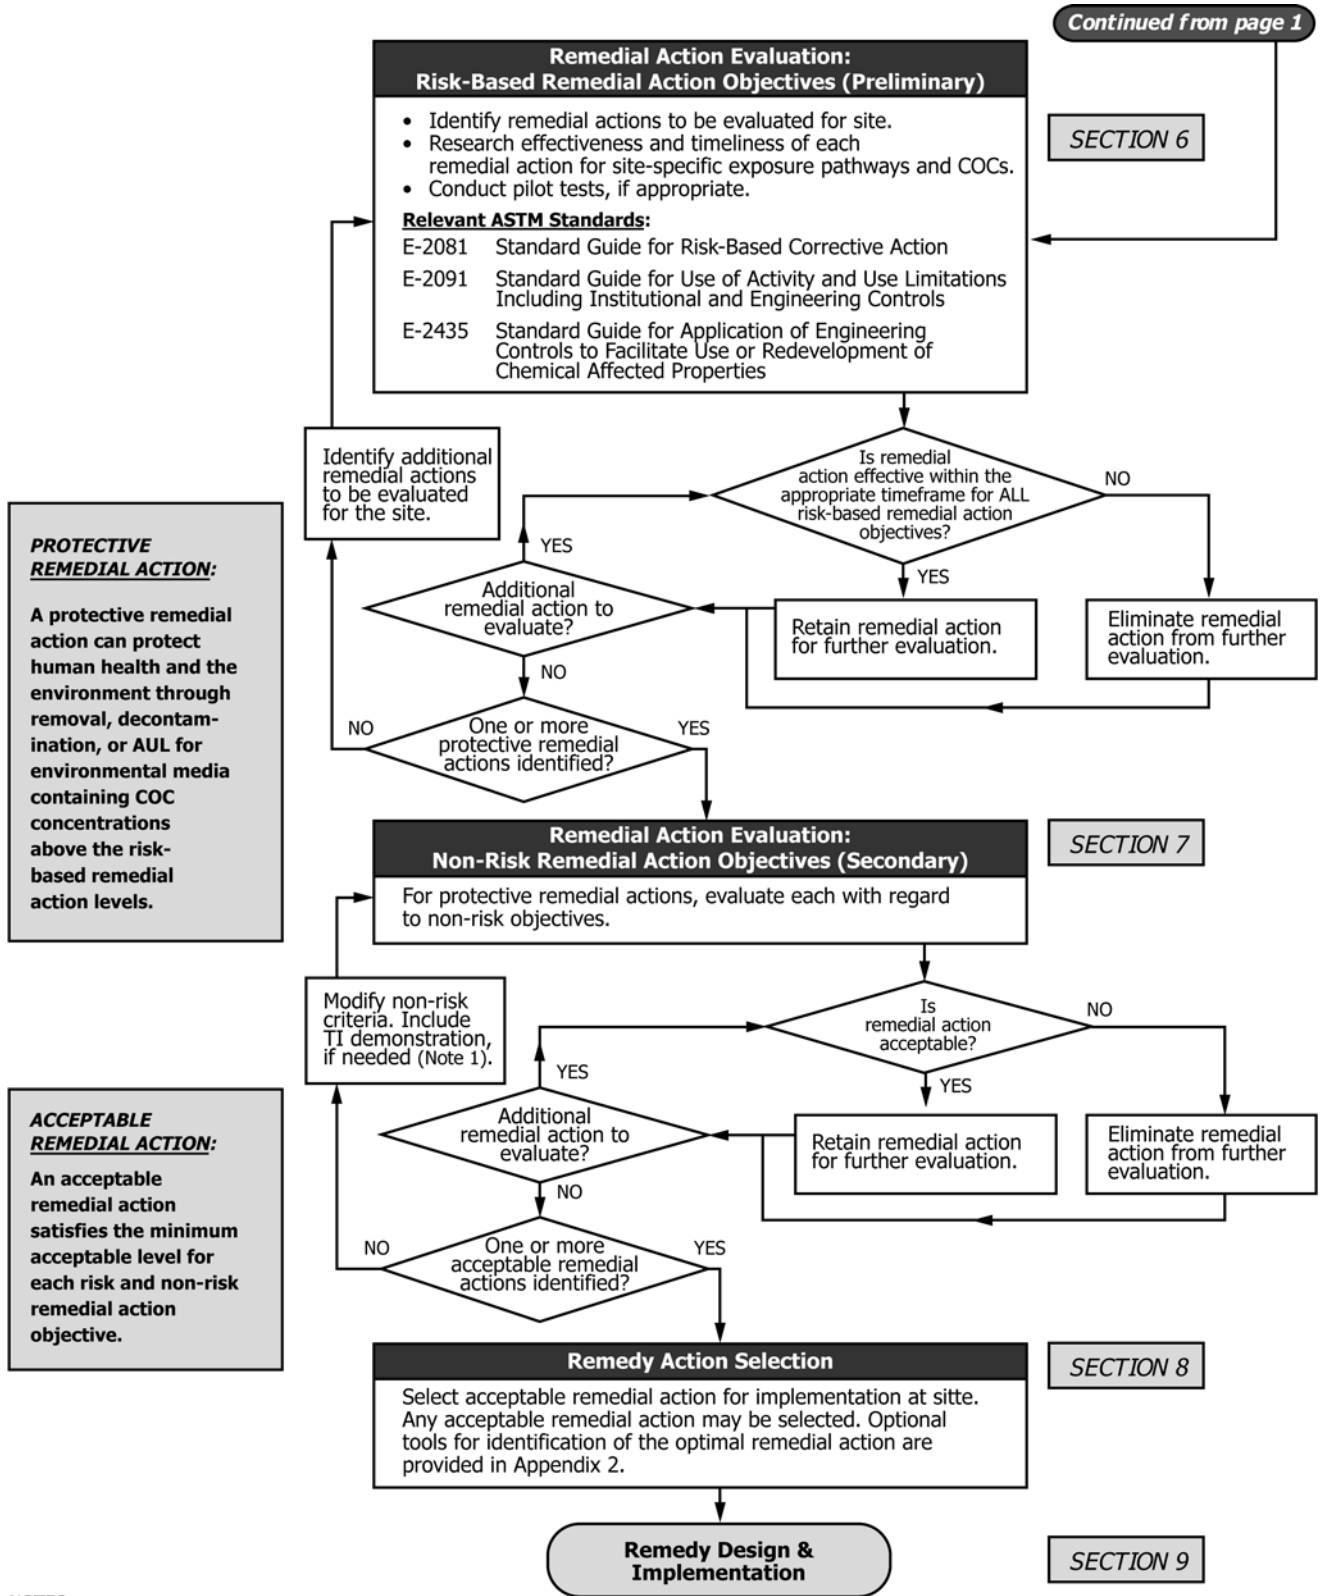 Continued from page 1
Remedial Action Evaluation:
Risk-Based Remedial Action Objectives (Preliminary)
• Identify remedial actions to be evaluated for site.
• Research effectiveness and timeliness of each
remedial action for site-specific exposure pathways and COCs.
• Conduct pilot tests, if appropriate.
Relevant ASTM Standards:
E-2081 Standard Guide for Risk-Based Corrective Action
E-2091 Standard Guide for Use of Activity and Use Limitations
Including Institutional and Engineering Controls
E-2435 Standard Guide for Application of Engineering
Controls to Facilitate Use or Redevelopment of
Chemical Affected Properties
SECTION 6
Identify additional
remedial actions
to be evaluated
for the site.
Is remedial
action effective within the
appropriate timeframe for ALL
risk-based remedial action
objectives?
NO
YES
YES
Additional
remedial action to
evaluate?
Retain remedial action
for further evaluation.
Eliminate remedial
action from further
evaluation.
NO
NO
One or more
protective remedial
actions identified?
YES
PROTECTIVE
REMEDIAL ACTION:
A protective remedial
action can protect
human health and the
environment through
removal, decontam-
ination, or AUL for
environmental media
containing COC
concentrations
above the risk-
based remedial
action levels.
Remedial Action Evaluation:
Non-Risk Remedial Action Objectives (Secondary)
For protective remedial actions, evaluate each with regard
to non-risk objectives.
SECTION 7
Modify non-risk
criteria. Include
TI demonstration,
if needed (Note 1).
Is
remedial action
acceptable?
NO
YES
YES
Additional
remedial action to
evaluate?
Retain remedial action
for further evaluation.
Eliminate remedial
action from further
evaluation.
NO
NO
One or more
acceptable remedial
actions identified?
YES
ACCEPTABLE
REMEDIAL ACTION:
An acceptable
remedial action
satisfies the minimum
acceptable level for
each risk and non-risk
remedial action
objective.
Remedy Action Selection
Select acceptable remedial action for implementation at sitte.
Any acceptable remedial action may be selected. Optional
tools for identification of the optimal remedial action are
provided in Appendix 2.
SECTION 8
Remedy Design &
Implementation
SECTION 9